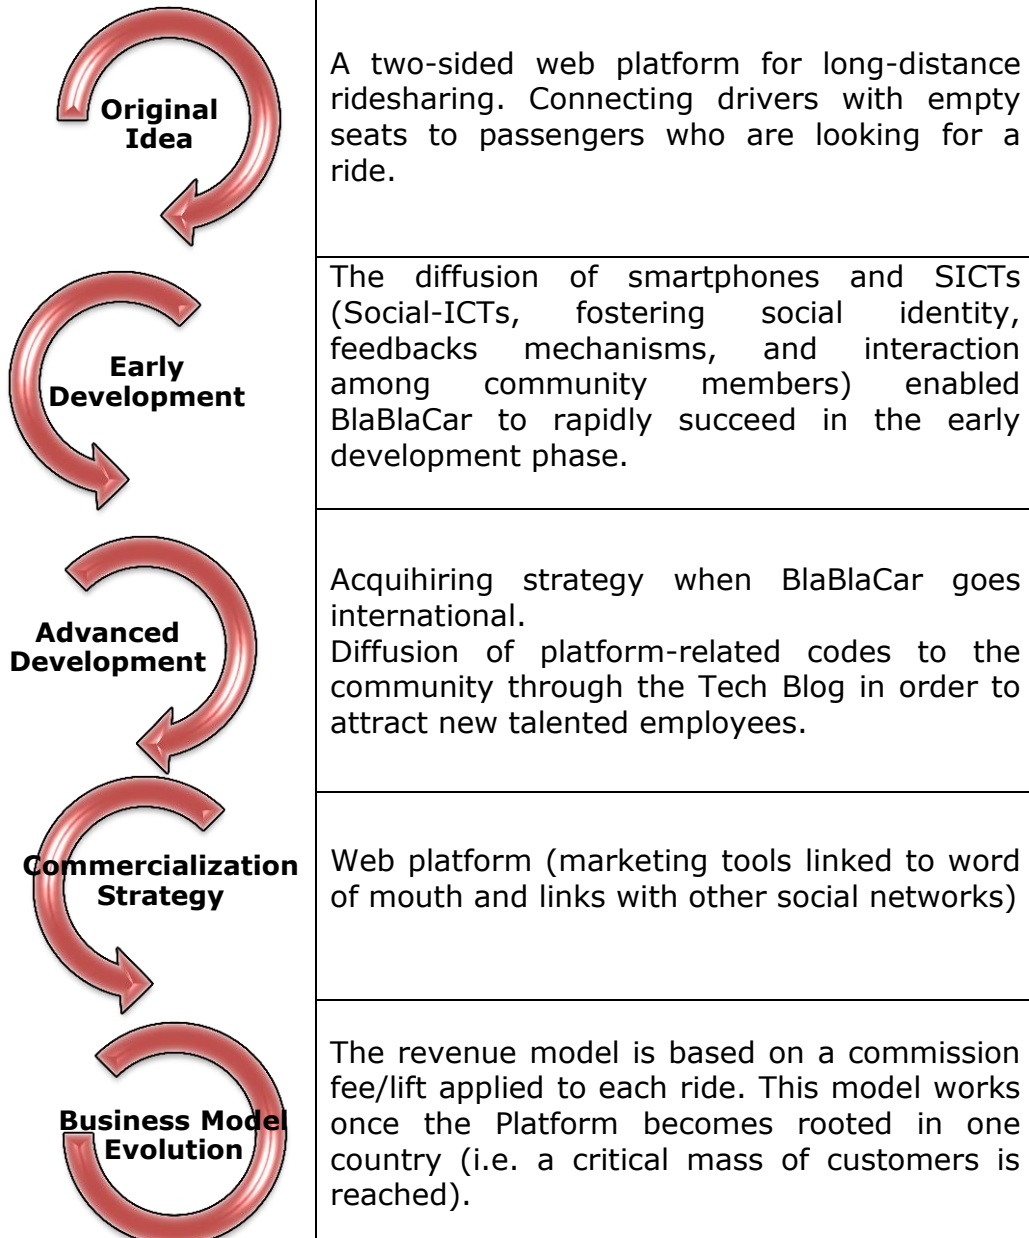 Original
Idea
A two-sided web platform for long-distance
ridesharing. Connecting drivers with empty
seats to passengers who are looking for a
ride.
Early
Development
The diffusion of smartphones and SICTs
(Social-ICTs, fostering social identity,
feedbacks mechanisms, and interaction
among community members) enabled
BlaBlaCar to rapidly succeed in the early
development phase.
Advanced
Development
Acquihiring strategy when BlaBlaCar goes
international.
Diffusion of platform-related codes to the
community through the Tech Blog in order to
attract new talented employees.
Commercialization
Strategy
Web platform (marketing tools linked to word
of mouth and links with other social networks)
Business Model
Evolution
The revenue model is based on a commission
fee/lift applied to each ride. This model works
once the Platform becomes rooted in one
country (i.e. a critical mass of customers is
reached).